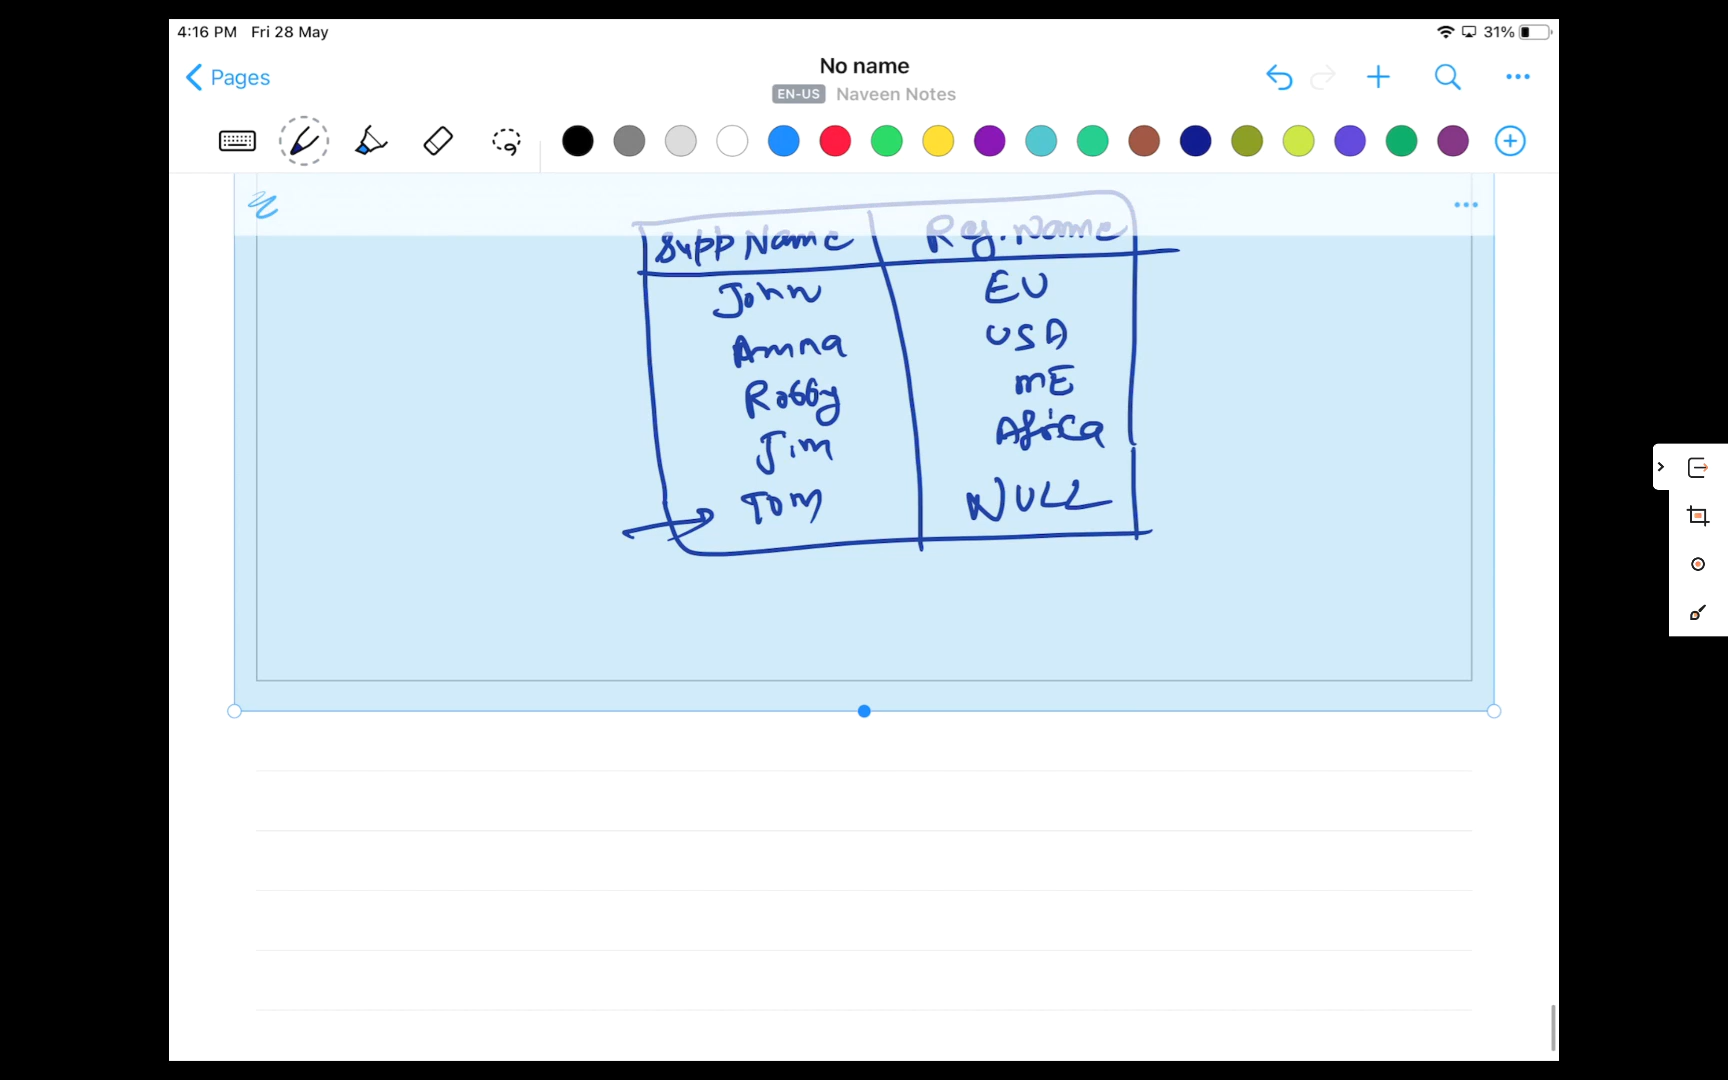 4:16 PM Fri 28 May 31%
Pages
No name
EN-US Naveen Notes
Supp Name Reg. Name
John EU
Amna USA
Robby ME
Jim Africa
Tom NULL